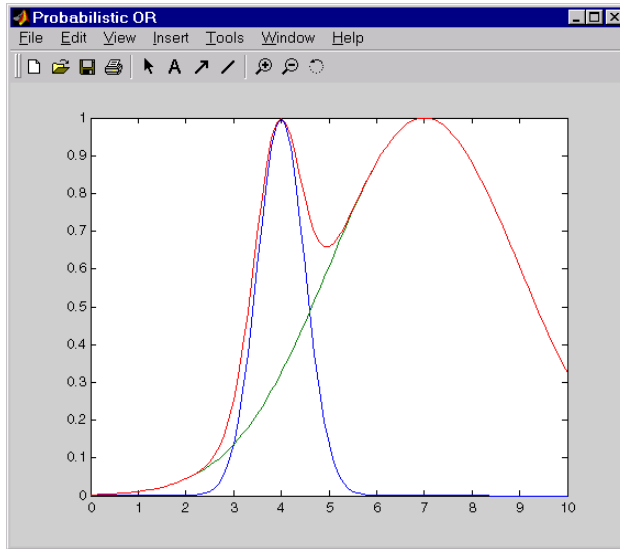 Probabilistic OR
File Edit View Insert Tools Window Help
A
1
0.9
0.8
0.7
0.6
0.5
0.4
0.3
0.2
0.1
0
0 1 2 3 4 5 6 7 8 9 10